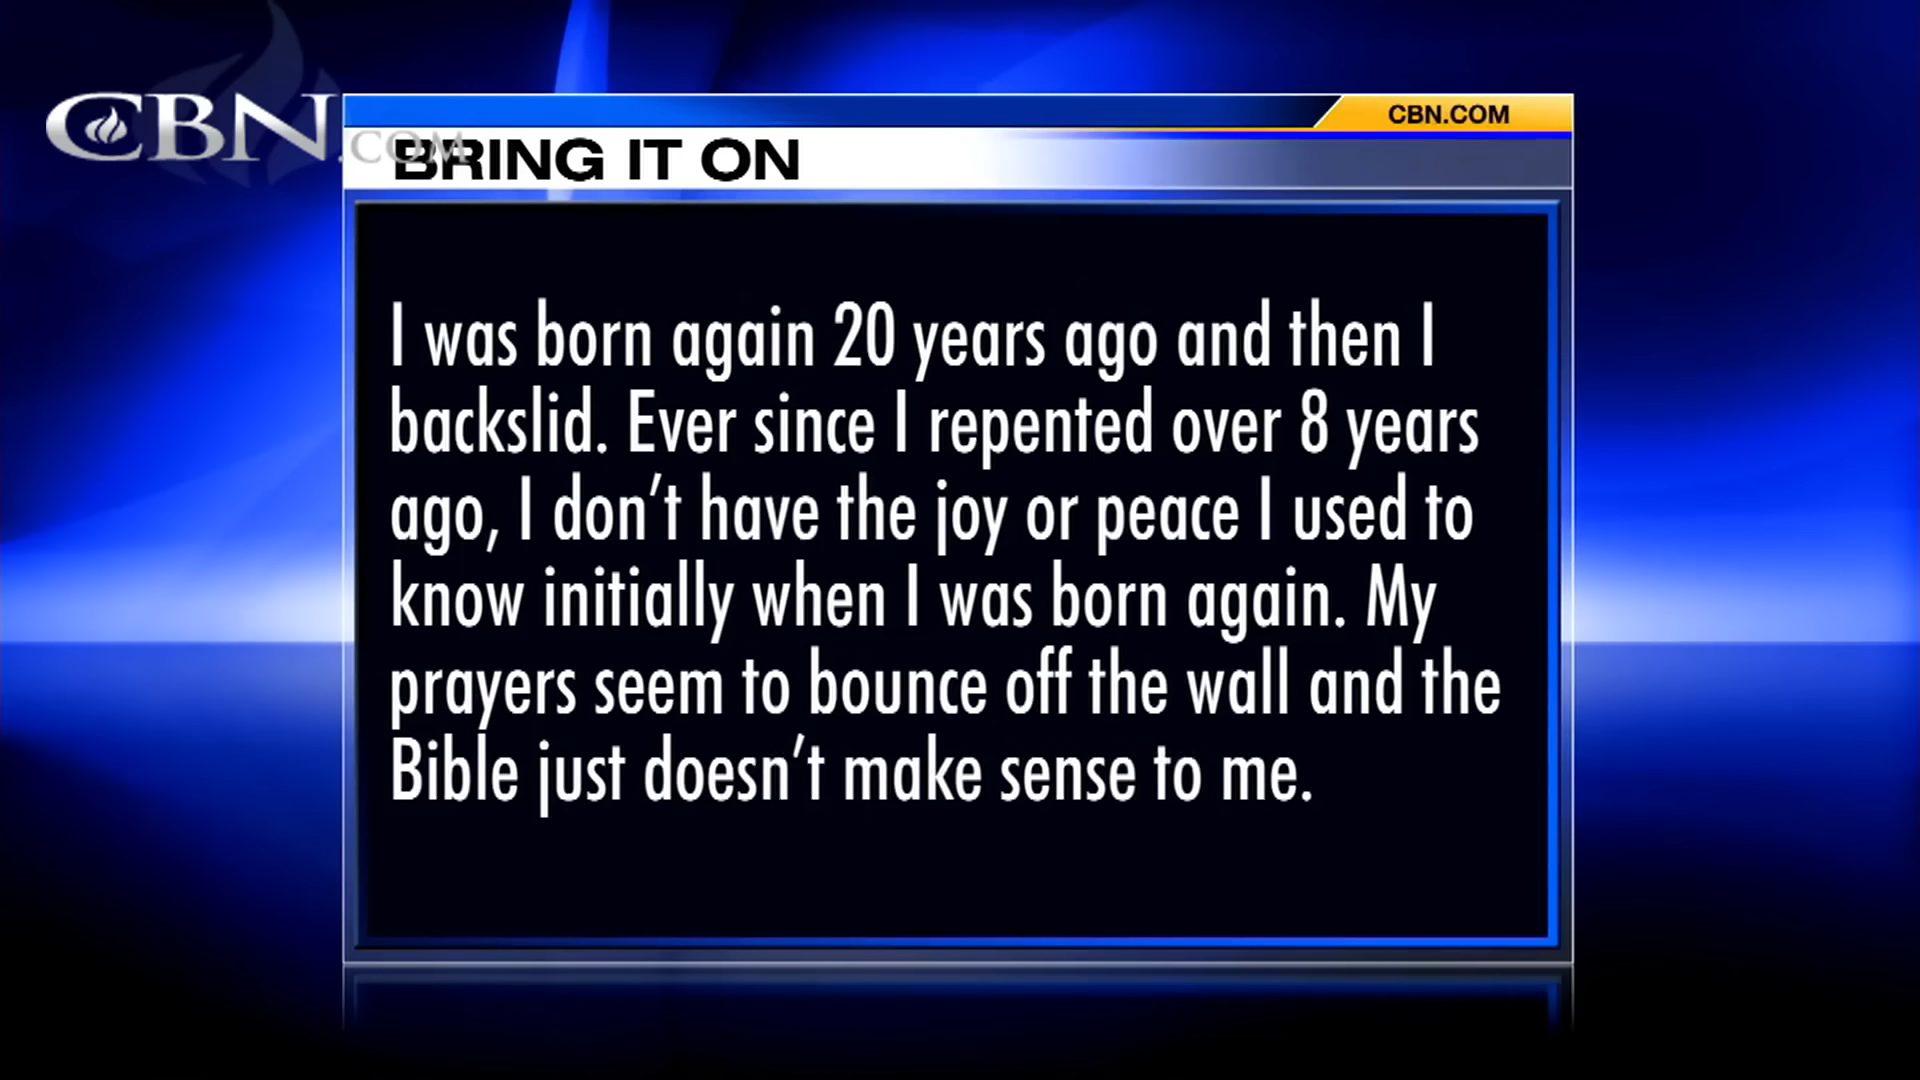 CBN.COM
CBN.COM
BRING IT ON
I was born again 20 years ago and then I
backslid. Ever since I repented over 8 years
ago, I don't have the joy or peace I used to
know initially when I was born again. My
prayers seem to bounce off the wall and the
Bible just doesn't make sense to me.